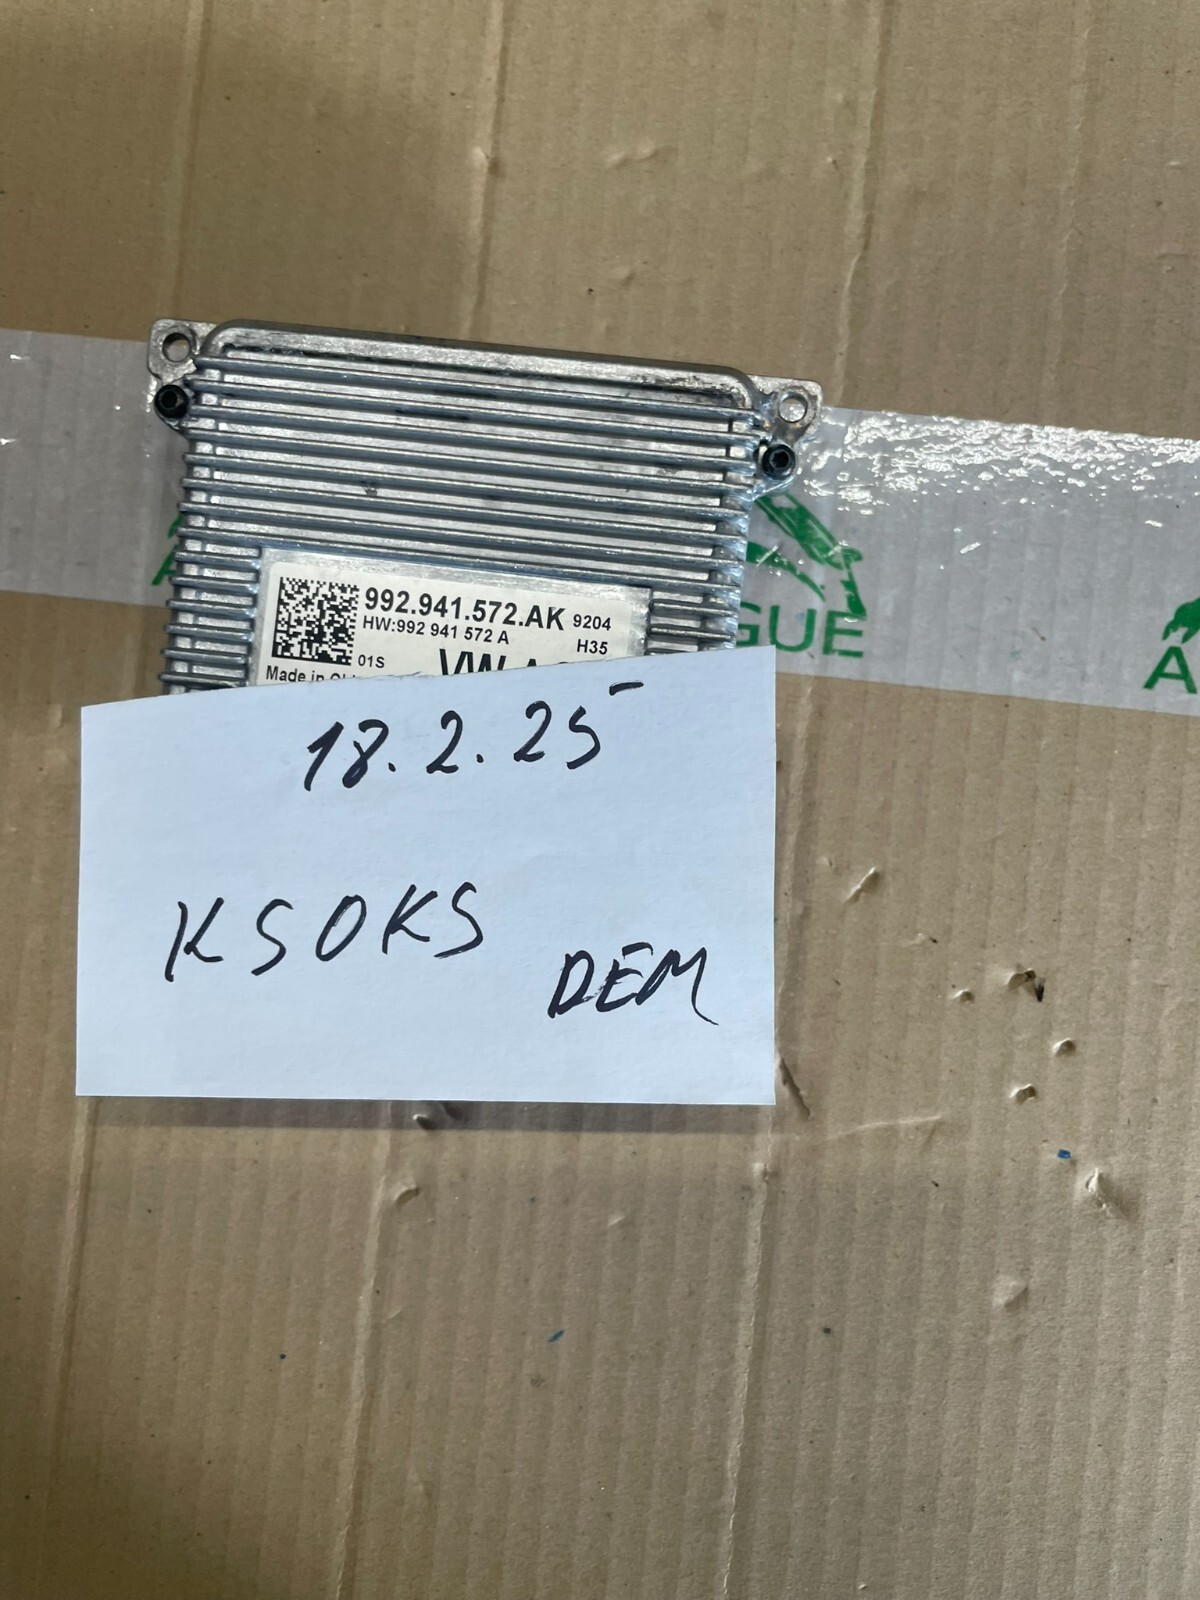 992.941.572.AK 9204
HW:992 941 572 A H35
01S
Made in
GUE
A
18.2.25
KSOKS
DEM